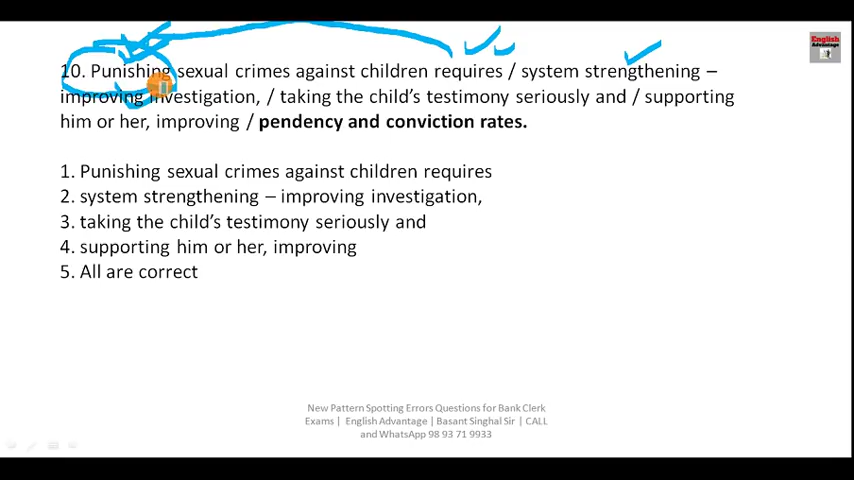 English
Advantage
10. Punishing sexual crimes against children requires / system strengthening –
improving investigation, / taking the child's testimony seriously and / supporting
him or her, improving / pendency and conviction rates.
1. Punishing sexual crimes against children requires
2. system strengthening – improving investigation,
3. taking the child's testimony seriously and
4. supporting him or her, improving
5. All are correct
New Pattern Spotting Errors Questions for Bank Clerk
Exams | English Advantage | Basant Singhal Sir | CALL
and WhatsApp 98 93 71 9933